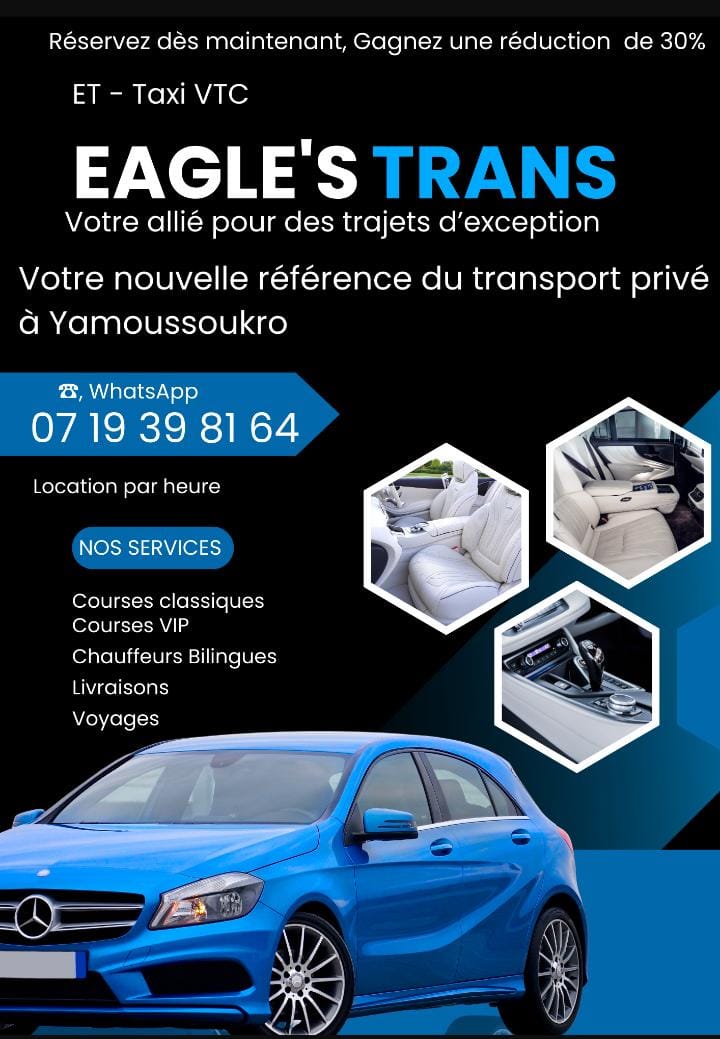 Réservez dès maintenant, Gagnez une réduction de 30%
ET - Taxi VTC
EAGLE'S TRANS
Votre allié pour des trajets d’exception
Votre nouvelle référence du transport privé
à Yamoussoukro
☎, WhatsApp
07 19 39 81 64
Location par heure
NOS SERVICES
Courses classiques
Courses VIP
Chauffeurs Bilingues
Livraisons
Voyages